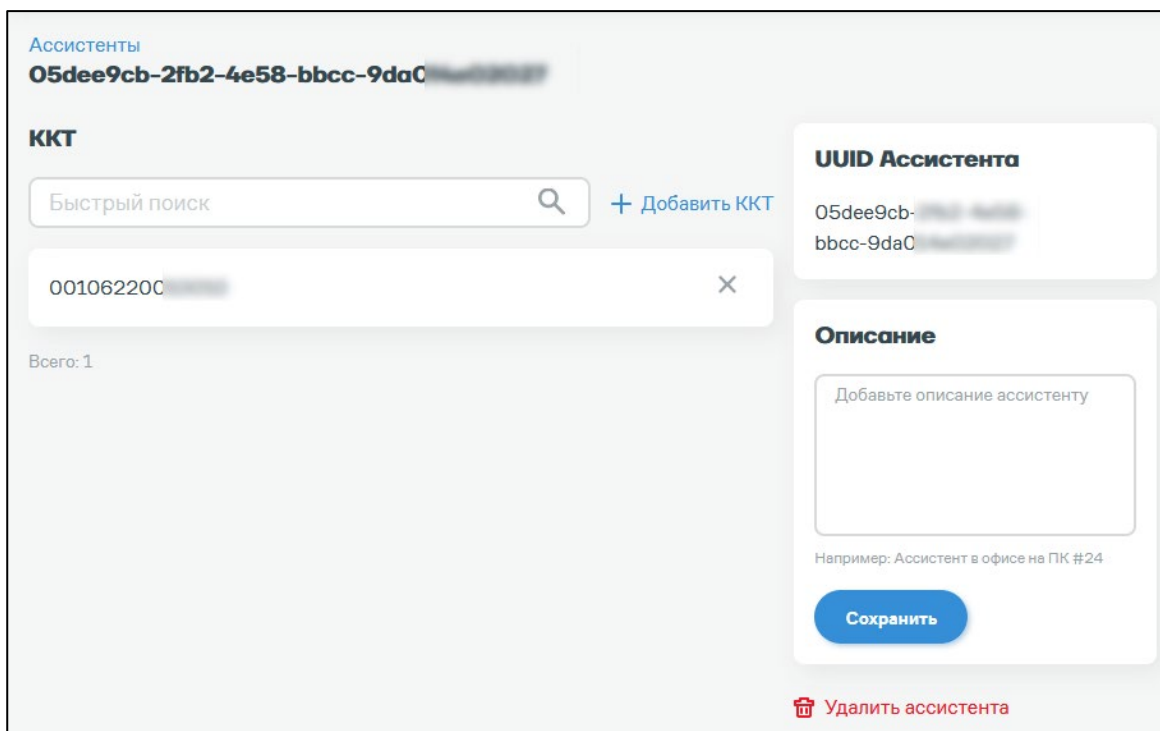 Ассистенты
05dee9cb-2fb2-4e58-bbcc-9da0
ККТ
Быстрый поиск
+ Добавить ККТ
00106220
Всего: 1
UUID Ассистента
05dee9cb-
bbcc-9da0
Описание
Добавьте описание ассистенту
Например: Ассистент в офисе на ПК #24
Сохранить
Удалить ассистента